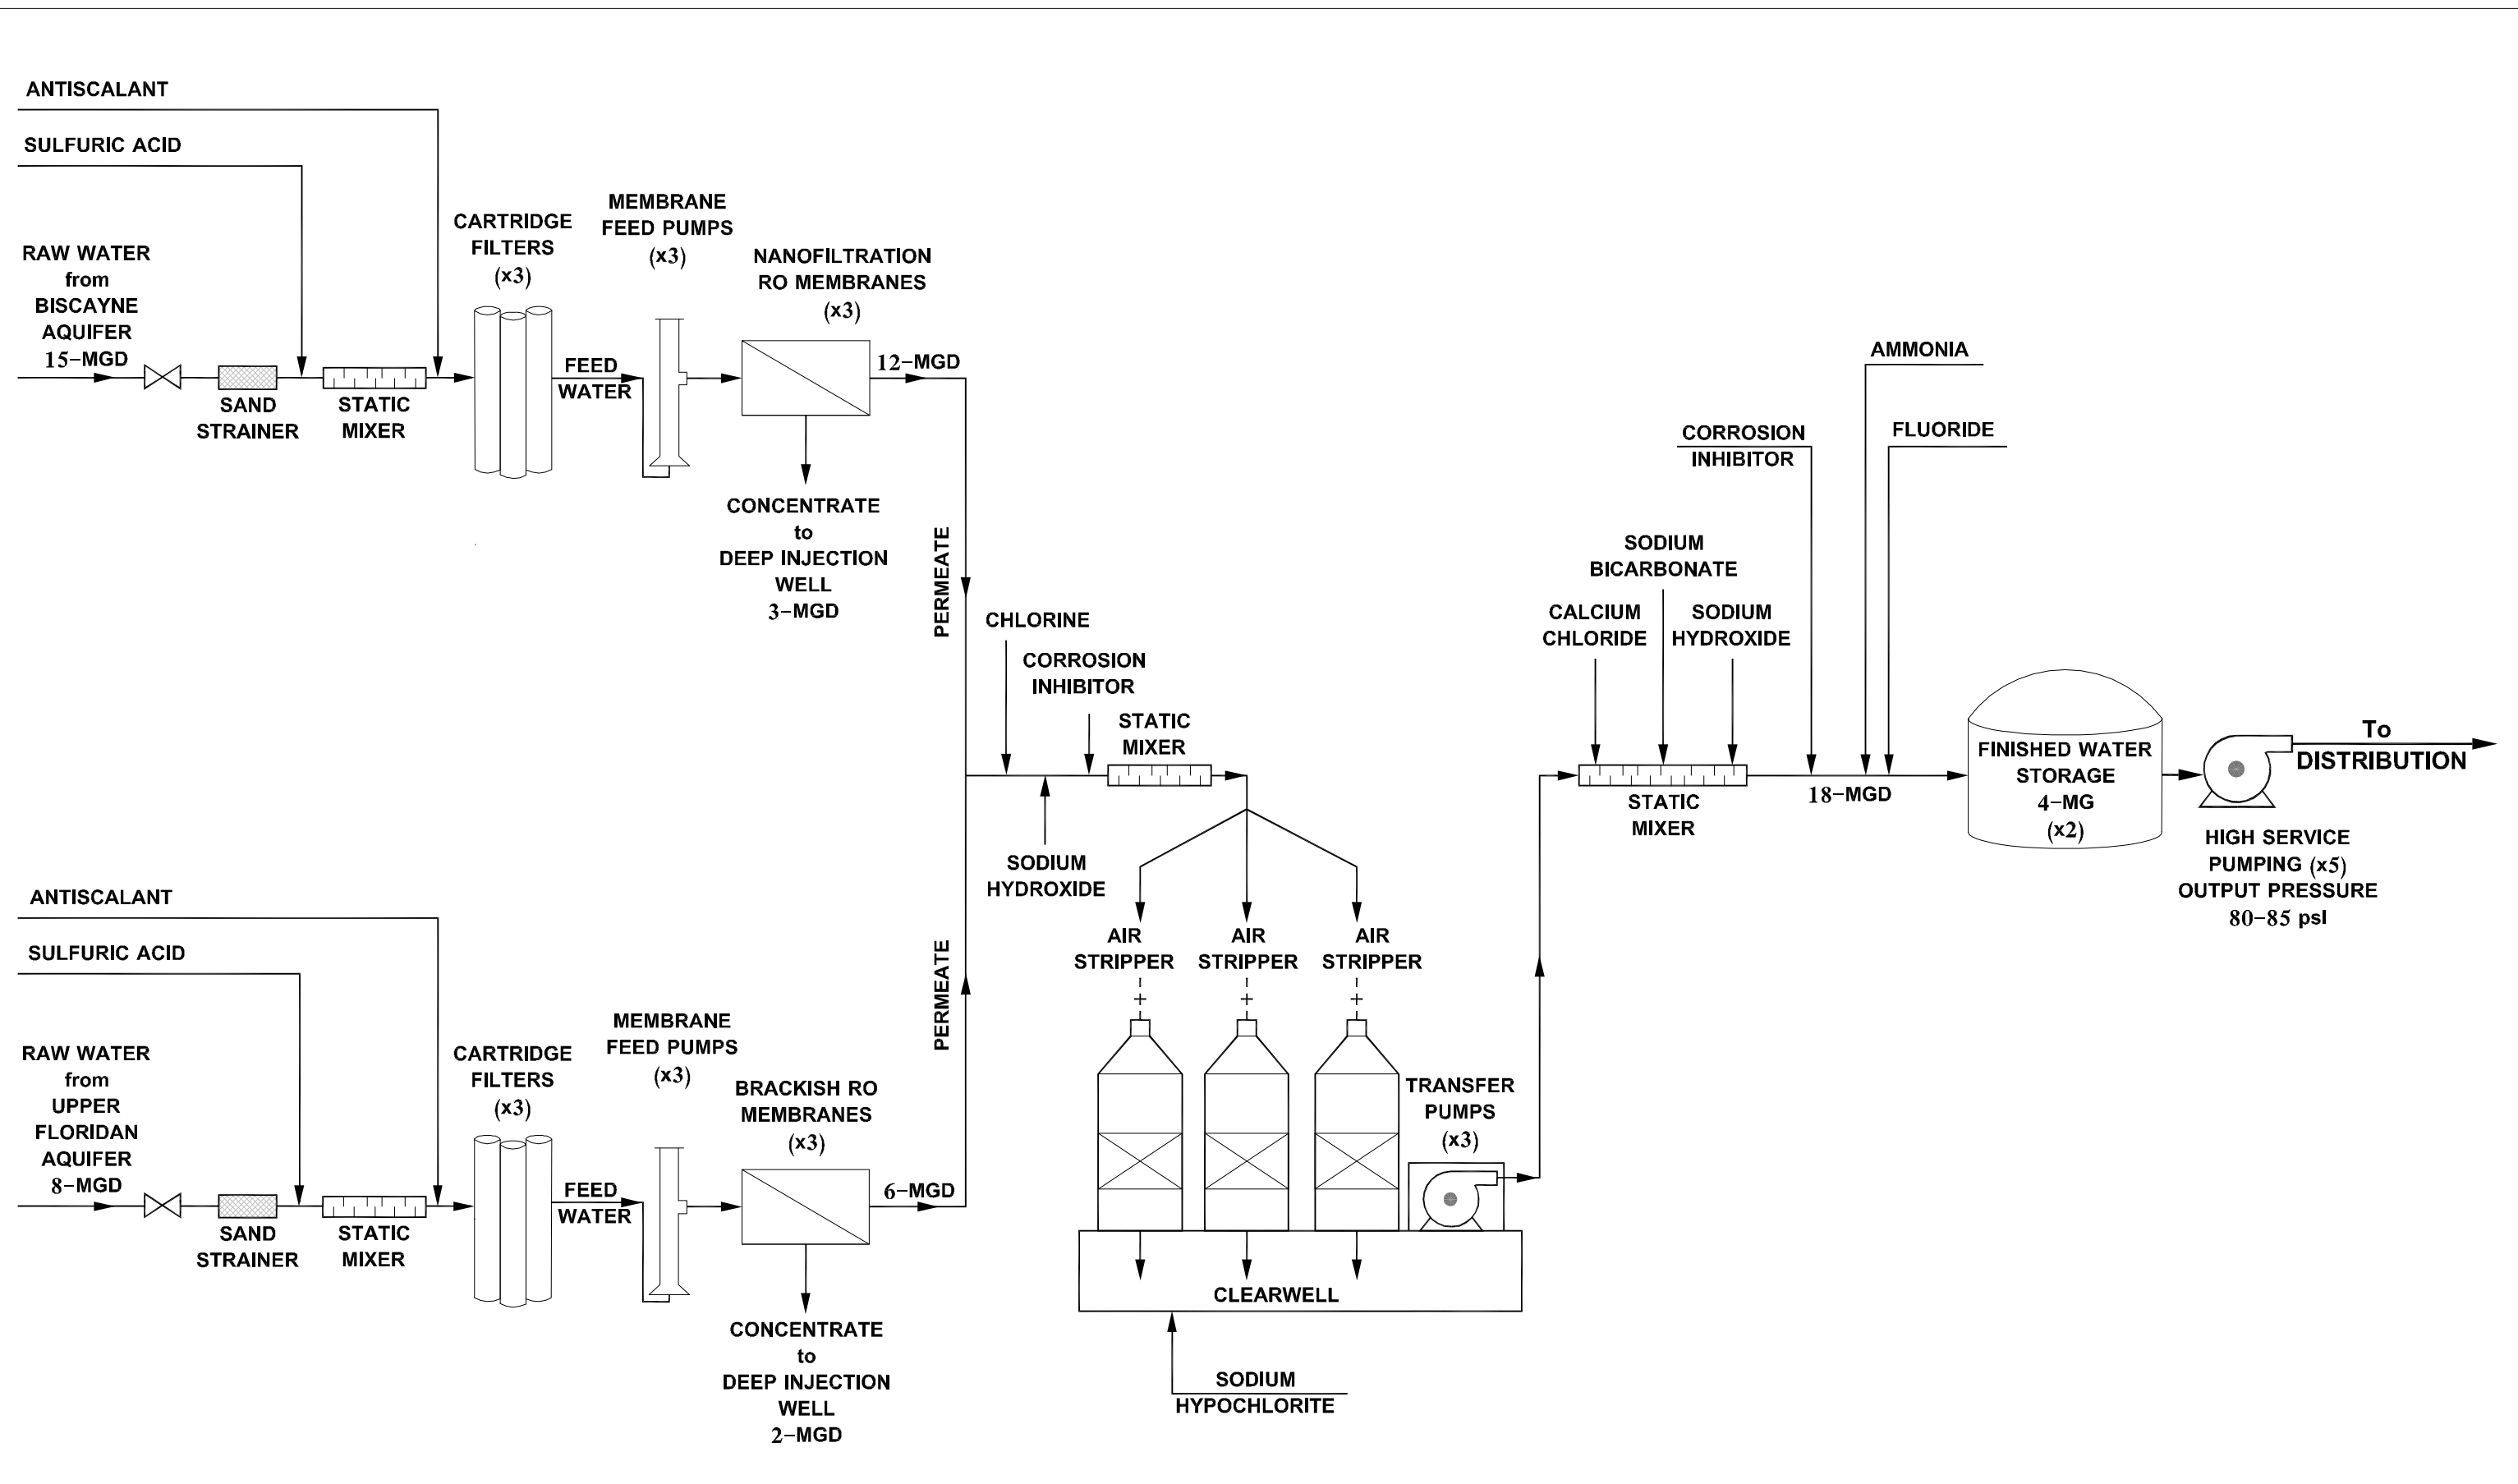 ANTISCALANT
SULFURIC ACID
RAW WATER
from
BISCAYNE
AQUIFER
15-MGD
SAND
STRAINER
STATIC
MIXER
CARTRIDGE
FILTERS
(x3)
FEED
WATER
MEMBRANE
FEED PUMPS
(x3)
NANOFILTRATION
RO MEMBRANES
(x3)
12-MGD
CONCENTRATE
to
DEEP INJECTION
WELL
3-MGD
PERMEATE
ANTISCALANT
SULFURIC ACID
RAW WATER
from
UPPER
FLORIDAN
AQUIFER
8-MGD
SAND
STRAINER
STATIC
MIXER
CARTRIDGE
FILTERS
(x3)
FEED
WATER
MEMBRANE
FEED PUMPS
(x3)
BRACKISH RO
MEMBRANES
(x3)
6-MGD
CONCENTRATE
to
DEEP INJECTION
WELL
2-MGD
PERMEATE
CHLORINE
CORROSION
INHIBITOR
SODIUM
HYDROXIDE
STATIC
MIXER
AIR
STRIPPER
AIR
STRIPPER
AIR
STRIPPER
TRANSFER
PUMPS
(x3)
CLEARWELL
SODIUM
HYPOCHLORITE
CALCIUM
CHLORIDE
SODIUM
BICARBONATE
SODIUM
HYDROXIDE
STATIC
MIXER
CORROSION
INHIBITOR
AMMONIA
FLUORIDE
18-MGD
FINISHED WATER
STORAGE
4-MG
(x2)
HIGH SERVICE
PUMPING (x5)
OUTPUT PRESSURE
80-85 psI
To
DISTRIBUTION